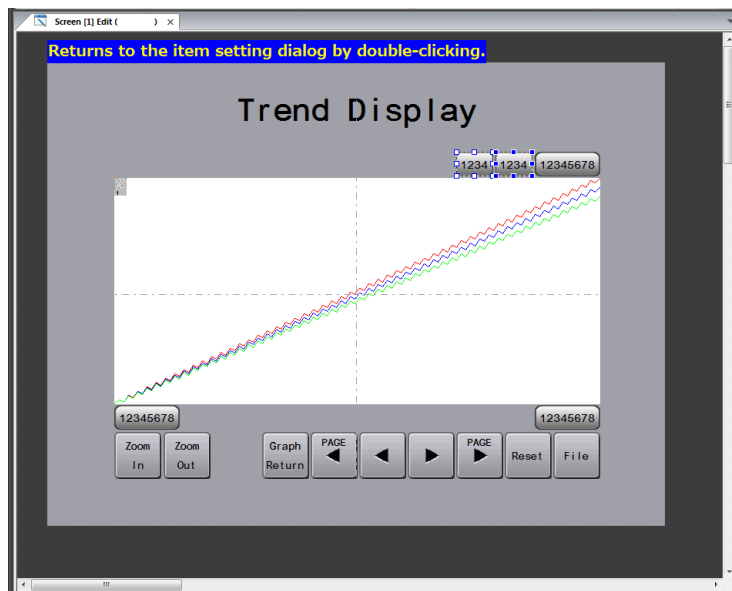 Screen [1] Edit ( )
Returns to the item setting dialog by double-clicking.
Trend Display
1234 1234 12345678
12345678 12345678
Zoom In
Zoom Out
Graph Return
PAGE
PAGE
Reset
File